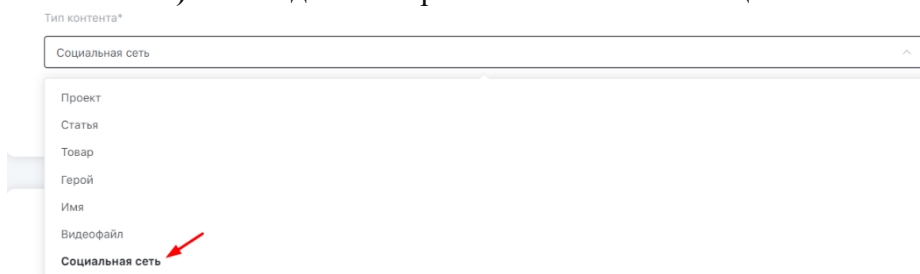 Тип контента*
Социальная сеть
Проект
Статья
Товар
Герой
Имя
Видеофайл
Социальная сеть